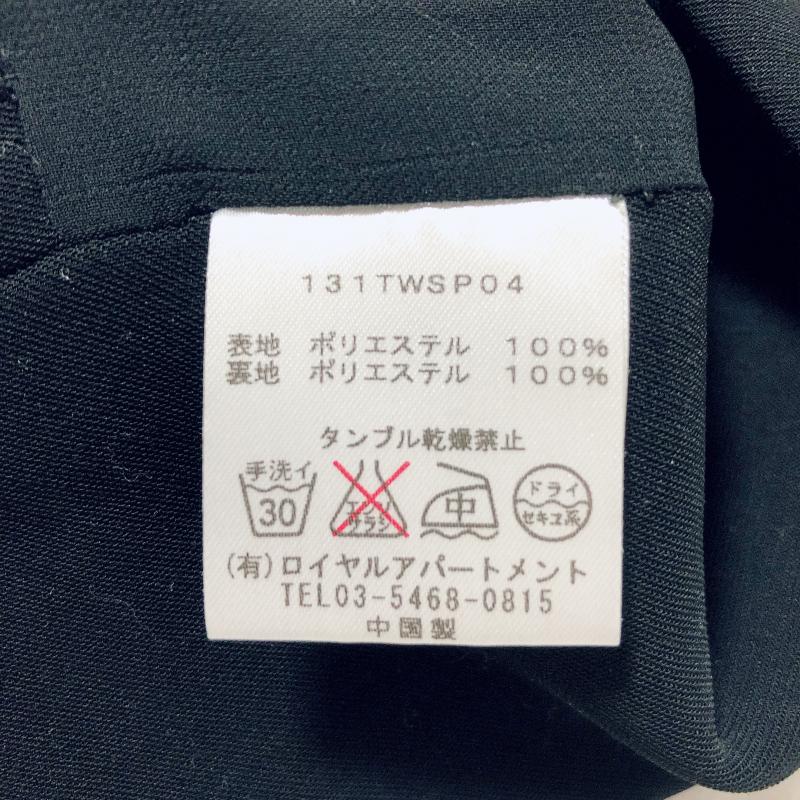 131TWSP04
表地 ポリエステル 100%
裏地 ポリエステル 100%
タンブル乾燥禁止
手洗イ
30
エンソ
サラシ
中
ドライ
セキユ系
(有)ロイヤルアパートメント
TEL03-5468-0815
中国製